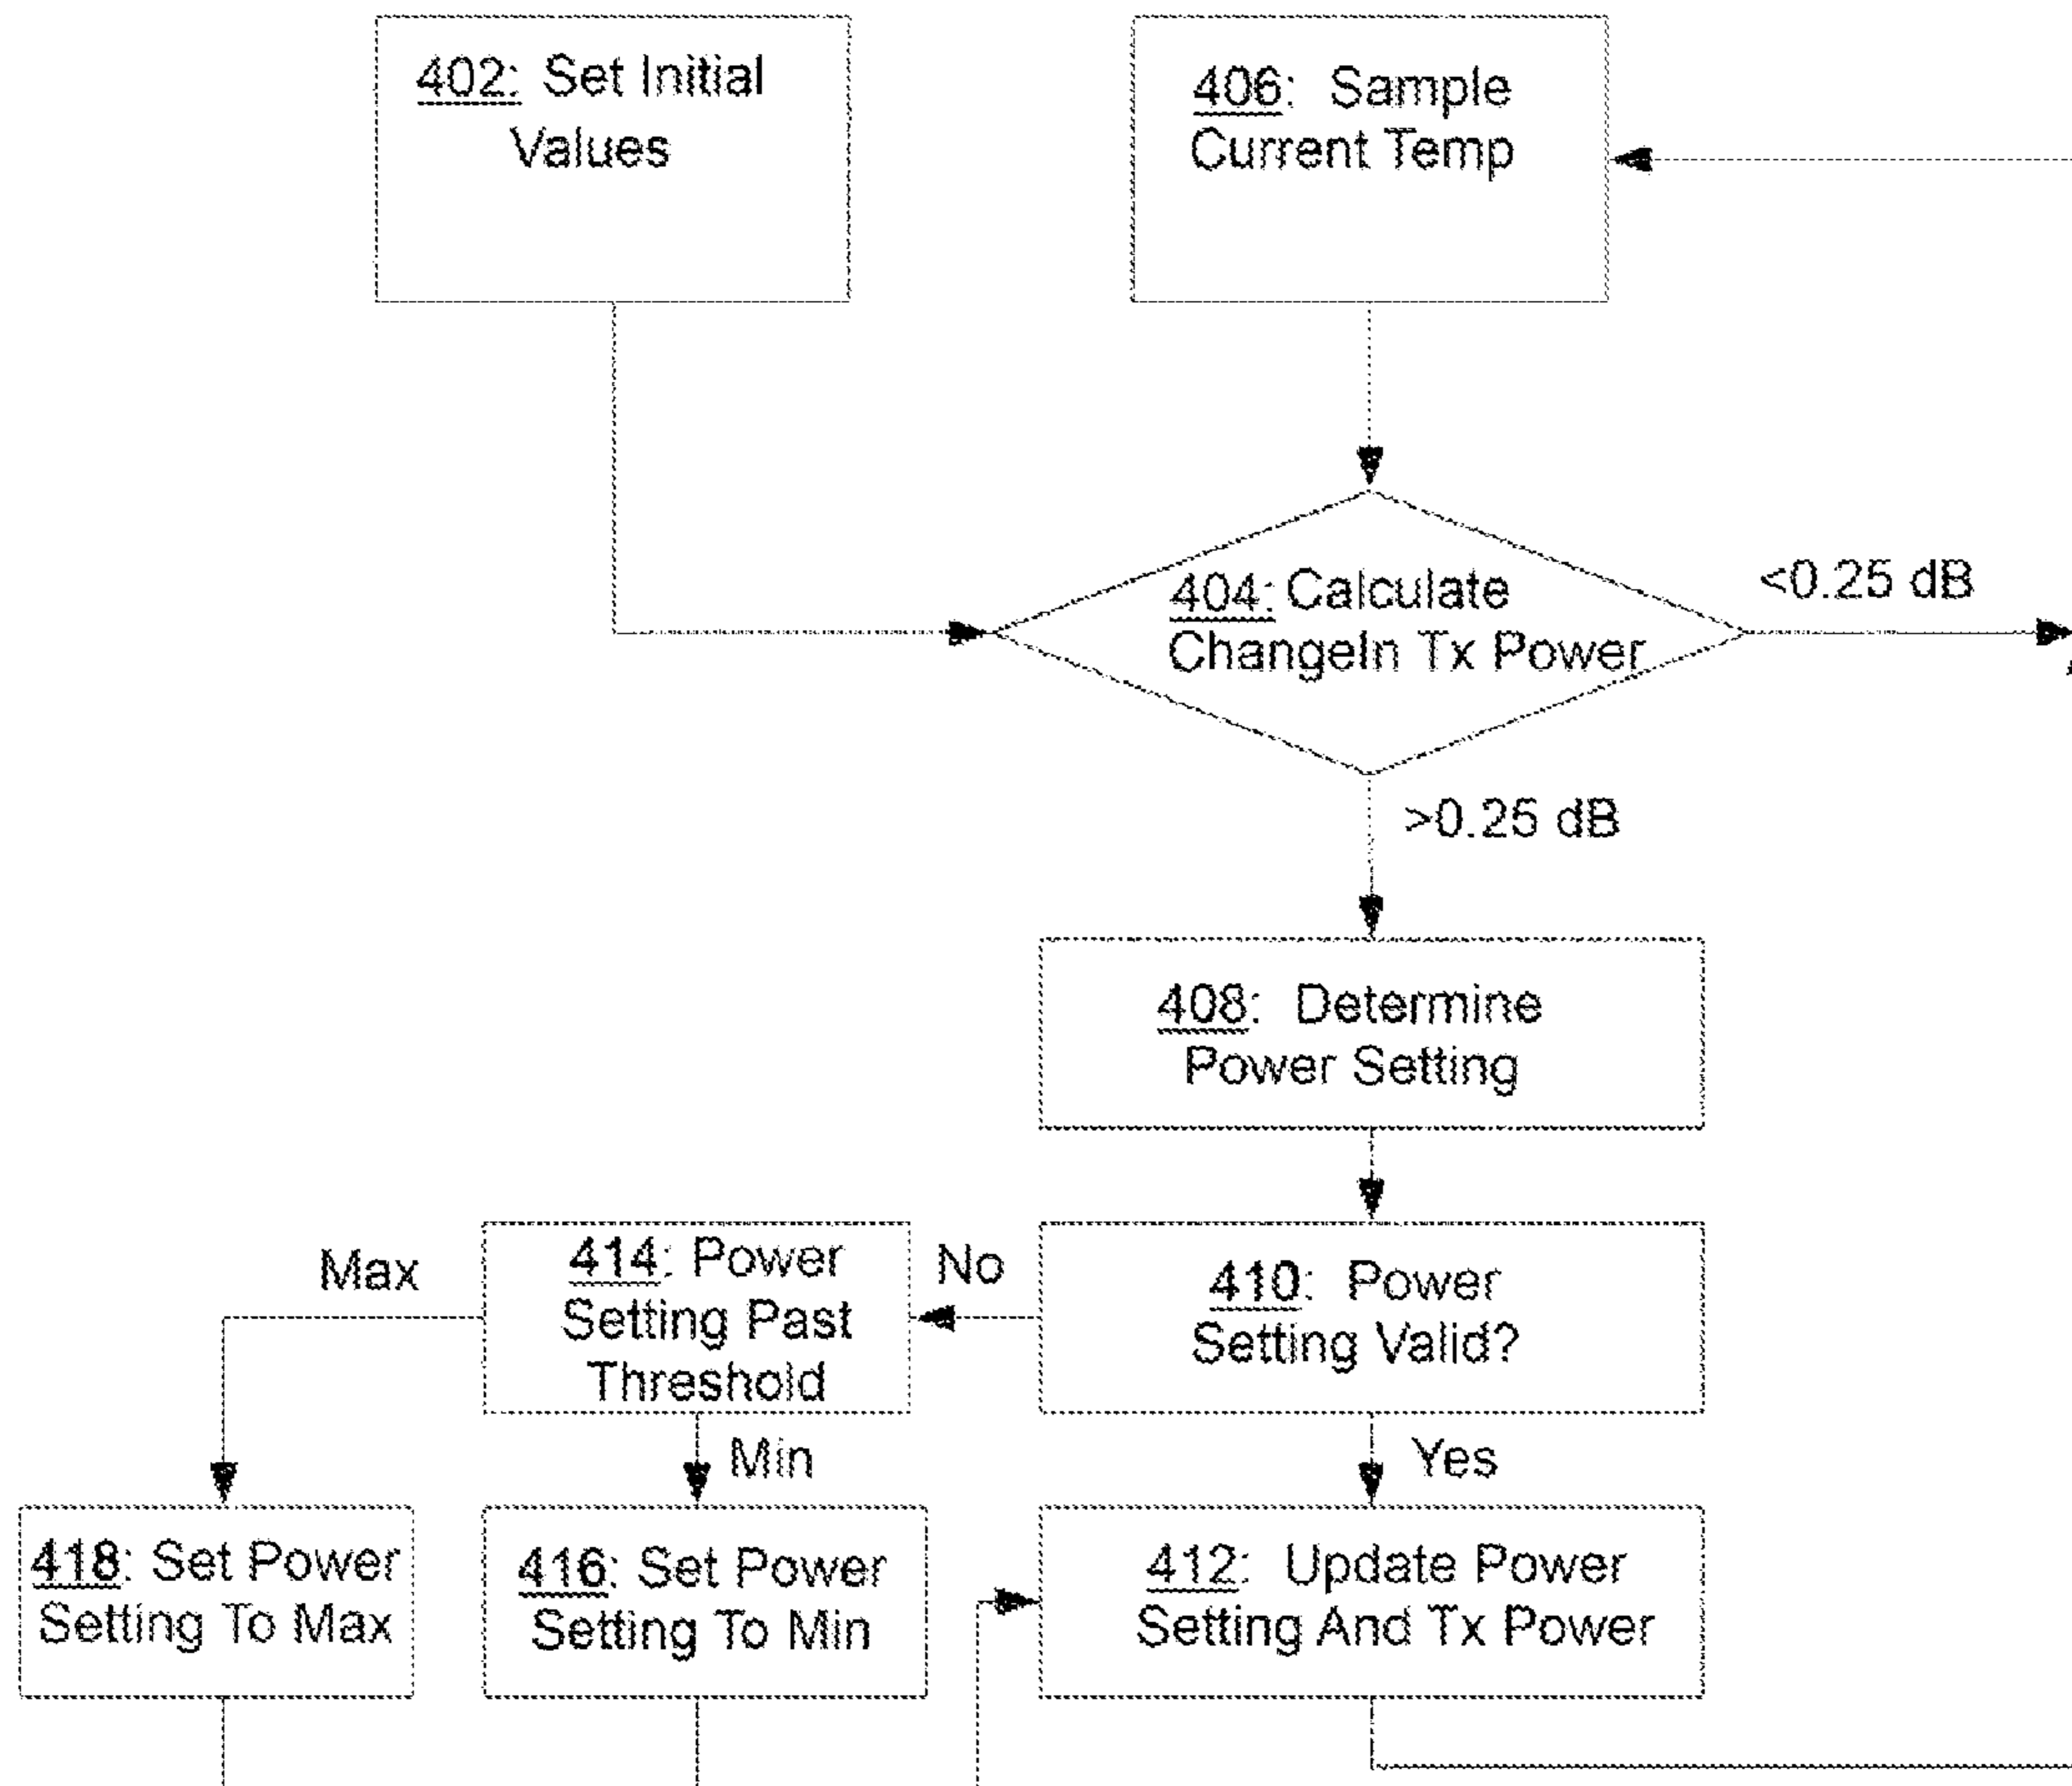 402: Set Initial
Values
406: Sample
Current Temp
404: Calculate
ChangeIn Tx Power
<0.25 dB
>0.25 dB
408: Determine
Power Setting
Max
414: Power
Setting Past
Threshold
No
410: Power
Setting Valid?
Min
Yes
418: Set Power
Setting To Max
416: Set Power
Setting To Min
412: Update Power
Setting And Tx Power